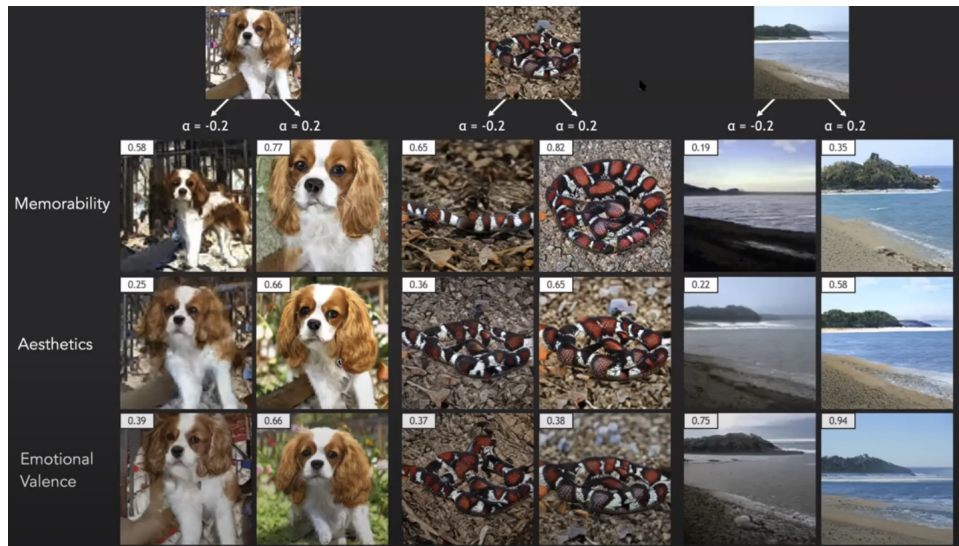 α = -0.2 α = 0.2 α = -0.2 α = 0.2 α = -0.2 α = 0.2
0.58 0.77 0.65 0.82 0.19 0.35
Memorability
0.25 0.66 0.36 0.65 0.22 0.58
Aesthetics
0.39 0.66 0.37 0.38 0.75 0.94
Emotional
Valence